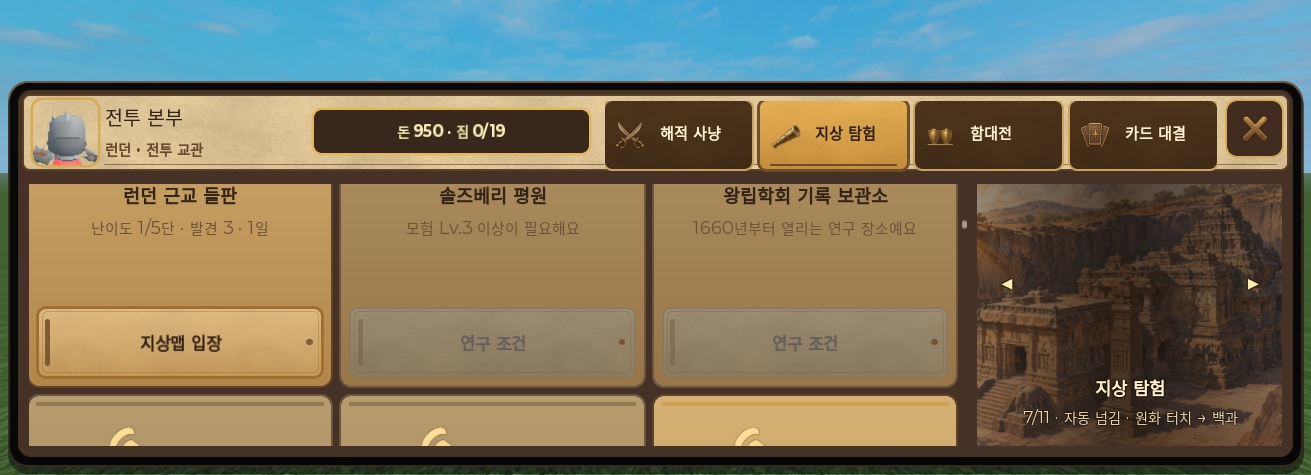 전투 본부
런던 · 전투 교관
돈 950 · 짐 0/19
해적 사냥
지상 탐험
함대전
카드 대결
런던 근교 들판
난이도 1/5단 · 발견 3 · 1일
지상맵 입장
솔즈베리 평원
모험 Lv.3 이상이 필요해요
연구 조건
왕립학회 기록 보관소
1660년부터 열리는 연구 장소예요
연구 조건
지상 탐험
7/11 · 자동 넘김 · 원화 터치 → 백과